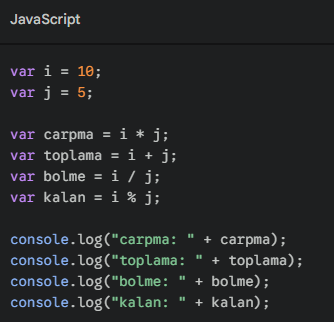 JavaScript
var i = 10;
var j = 5;
var carpma = i * j;
var toplama = i + j;
var bolme = i / j;
var kalan = i % j;
console.log("carpma: " + carpma);
console.log("toplama: " + toplama);
console.log("bolme: " + bolme);
console.log("kalan: " + kalan);